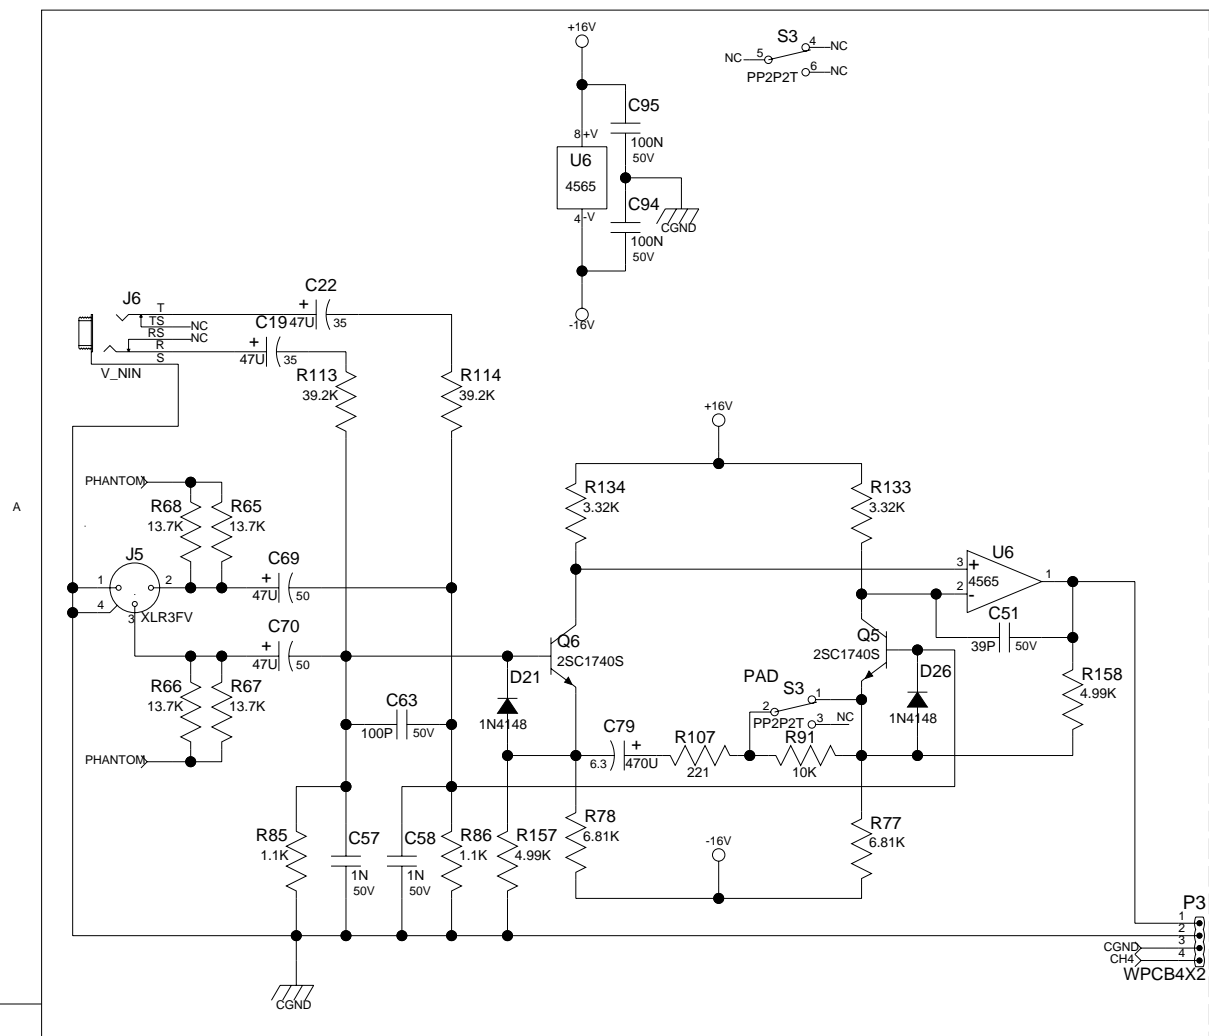 +16V
S3
4
NC
NC
5
6
NC
PP2P2T
C95
100N
50V
8
+V
U6
4565
4
-V
C94
100N
50V
CGND
-16V
J6
T
TS
NC
RS
NC
R
S
V_NIN
C22
+
47U
35
C19
+
47U
35
R113
39.2K
R114
39.2K
+16V
PHANTOM
R68
13.7K
R65
13.7K
R134
3.32K
R133
3.32K
A
J5
1
2
4
3
XLR3FV
C69
+
47U
50
U6
3
+
4565
1
2
-
C51
39P
50V
C70
+
47U
50
Q6
2SC1740S
Q5
2SC1740S
R66
13.7K
R67
13.7K
D21
1N4148
PAD
S3
1
2
PP2P2T
3
NC
D26
1N4148
R158
4.99K
C63
100P
50V
PHANTOM
C79
6.3
+
470U
R107
221
R91
10K
R85
1.1K
C57
1N
50V
C58
1N
50V
R86
1.1K
R157
4.99K
R78
6.81K
-16V
R77
6.81K
P3
1
2
CGND
3
CH4
4
WPCB4X2
CGND